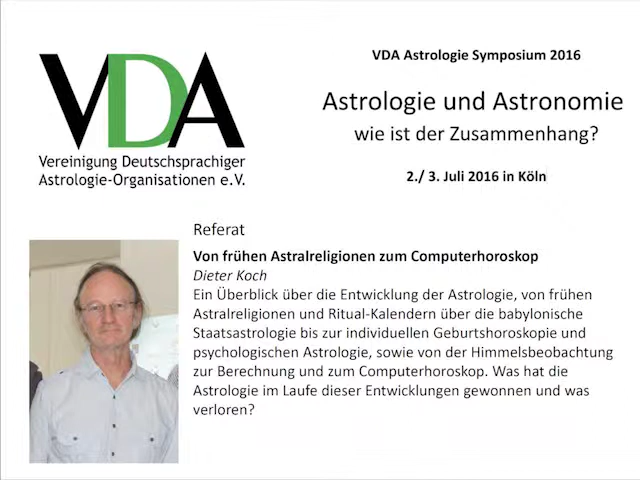 VDA
Vereinigung Deutschsprachiger
Astrologie-Organisationen e.V.
VDA Astrologie Symposium 2016
Astrologie und Astronomie
wie ist der Zusammenhang?
2./ 3. Juli 2016 in Köln
Referat
Von frühen Astralreligionen zum Computerhoroskop
Dieter Koch
Ein Überblick über die Entwicklung der Astrologie, von frühen
Astralreligionen und Ritual-Kalendern über die babylonische
Staatsastrologie bis zur individuellen Geburtshoroskopie und
psychologischen Astrologie, sowie von der Himmelsbeobachtung
zur Berechnung und zum Computerhoroskop. Was hat die
Astrologie im Laufe dieser Entwicklungen gewonnen und was
verloren?